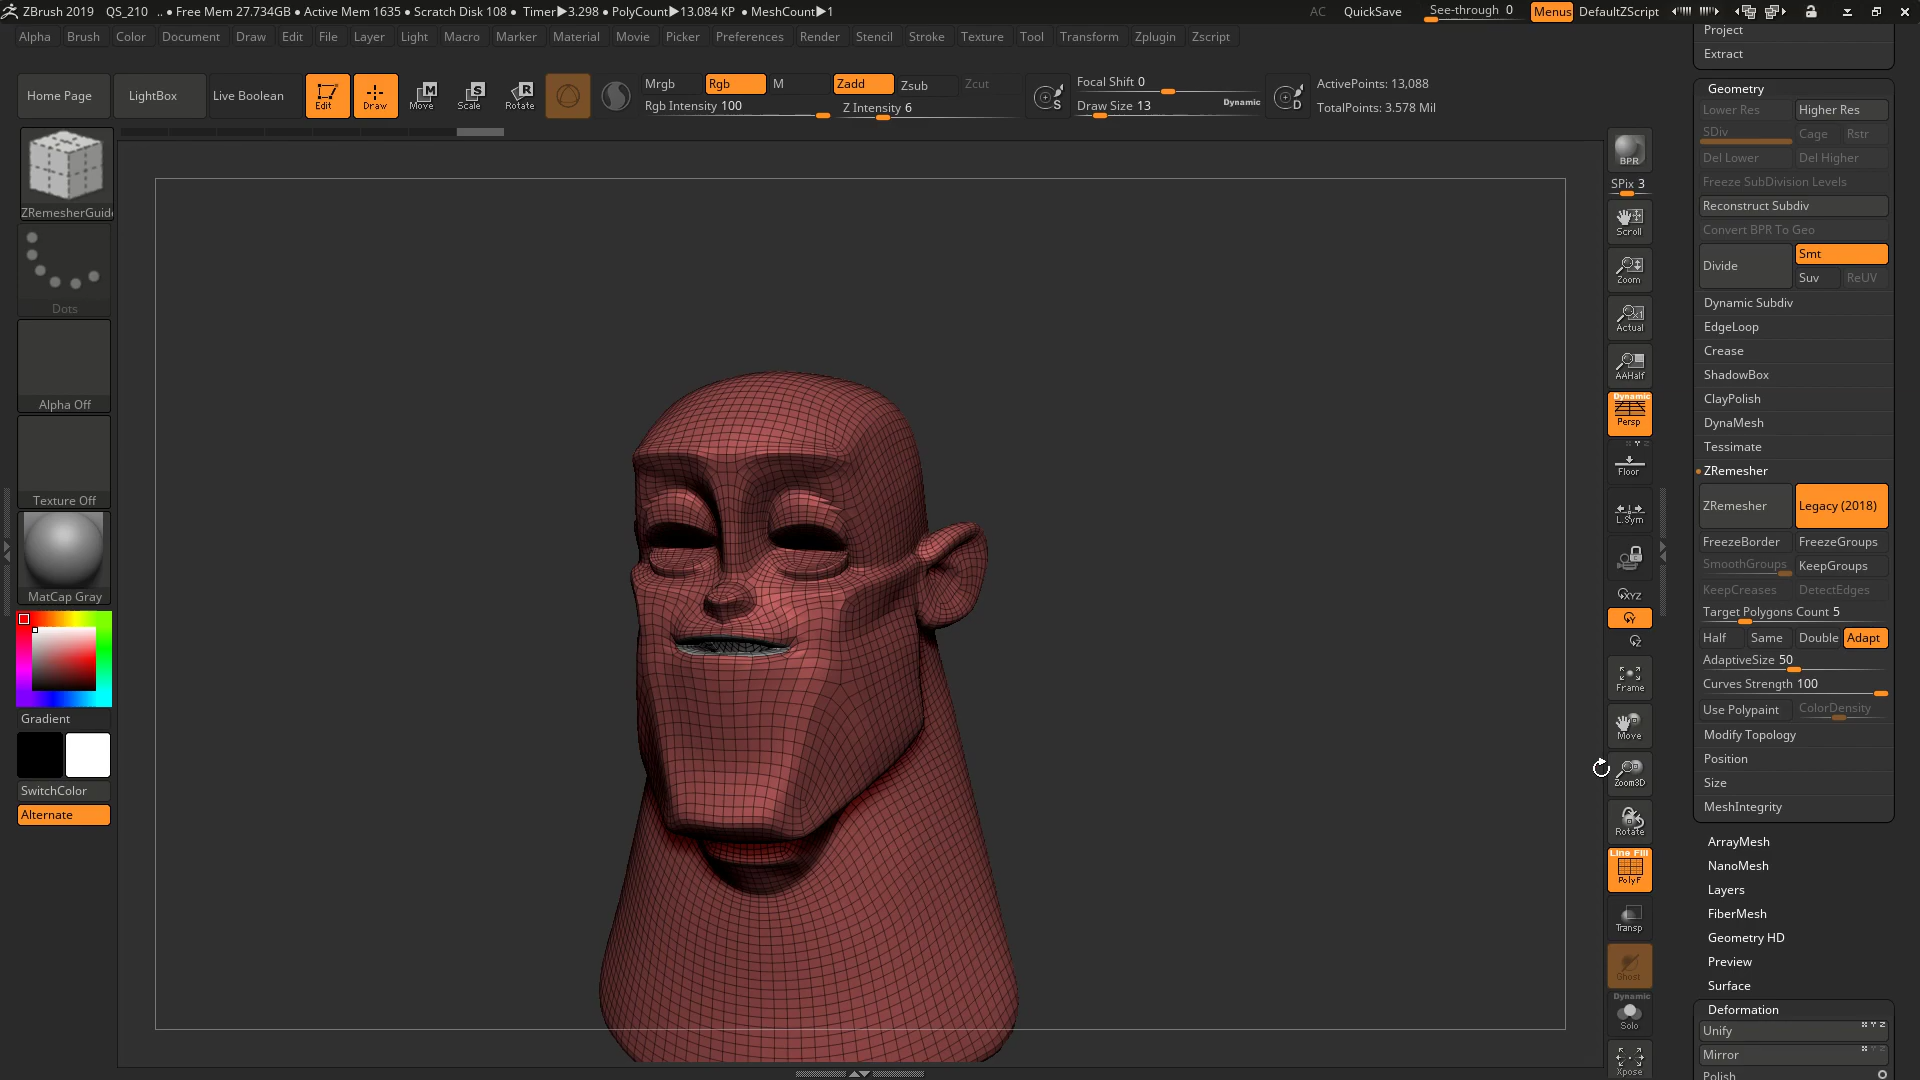 ZBrush 2019 QS_210 .. • Free Mem 27.734GB • Active Mem 1635 • Scratch Disk 108 • Timer▶3.298 • PolyCount▶13.084 KP • MeshCount▶1 AC QuickSave See-through 0 Menus DefaultZScript
Alpha Brush Color Document Draw Edit File Layer Light Macro Marker Material Movie Picker Preferences Render Stencil Stroke Texture Tool Transform Zplugin Zscript
Home Page LightBox Live Boolean Edit Draw Move Scale Rotate
M S R
Mrgb Rgb M Zadd Zsub Zcut
Rgb Intensity 100 Z Intensity 6
S
Focal Shift 0
Draw Size 13 Dynamic
D
ActivePoints: 13,088
TotalPoints: 3.578 Mil
ZRemesherGuid
Dots
Alpha Off
Texture Off
MatCap Gray
Gradient
SwitchColor
Alternate
BPR
SPix 3
Scroll
Zoom
Actual
AAHalf
Dynamic
Persp
Floor
L.Sym
XYZ
Y
Z
Frame
Move
Zoom3D
Rotate
Line Fill
PolyF
Transp
Ghost
Dynamic
Solo
Xpose
Project
Extract
Geometry
Lower Res Higher Res
SDiv Cage Rstr
Del Lower Del Higher
Freeze SubDivision Levels
Reconstruct Subdiv
Convert BPR To Geo
Divide Smt
Suv ReUV
Dynamic Subdiv
EdgeLoop
Crease
ShadowBox
ClayPolish
DynaMesh
Tessimate
ZRemesher
ZRemesher Legacy (2018)
FreezeBorder FreezeGroups
SmoothGroups KeepGroups
KeepCreases DetectEdges
Target Polygons Count 5
Half Same Double Adapt
AdaptiveSize 50
Curves Strength 100
Use Polypaint ColorDensity
Modify Topology
Position
Size
MeshIntegrity
ArrayMesh
NanoMesh
Layers
FiberMesh
Geometry HD
Preview
Surface
Deformation
Unify X Y Z
Mirror X Y Z
Polish